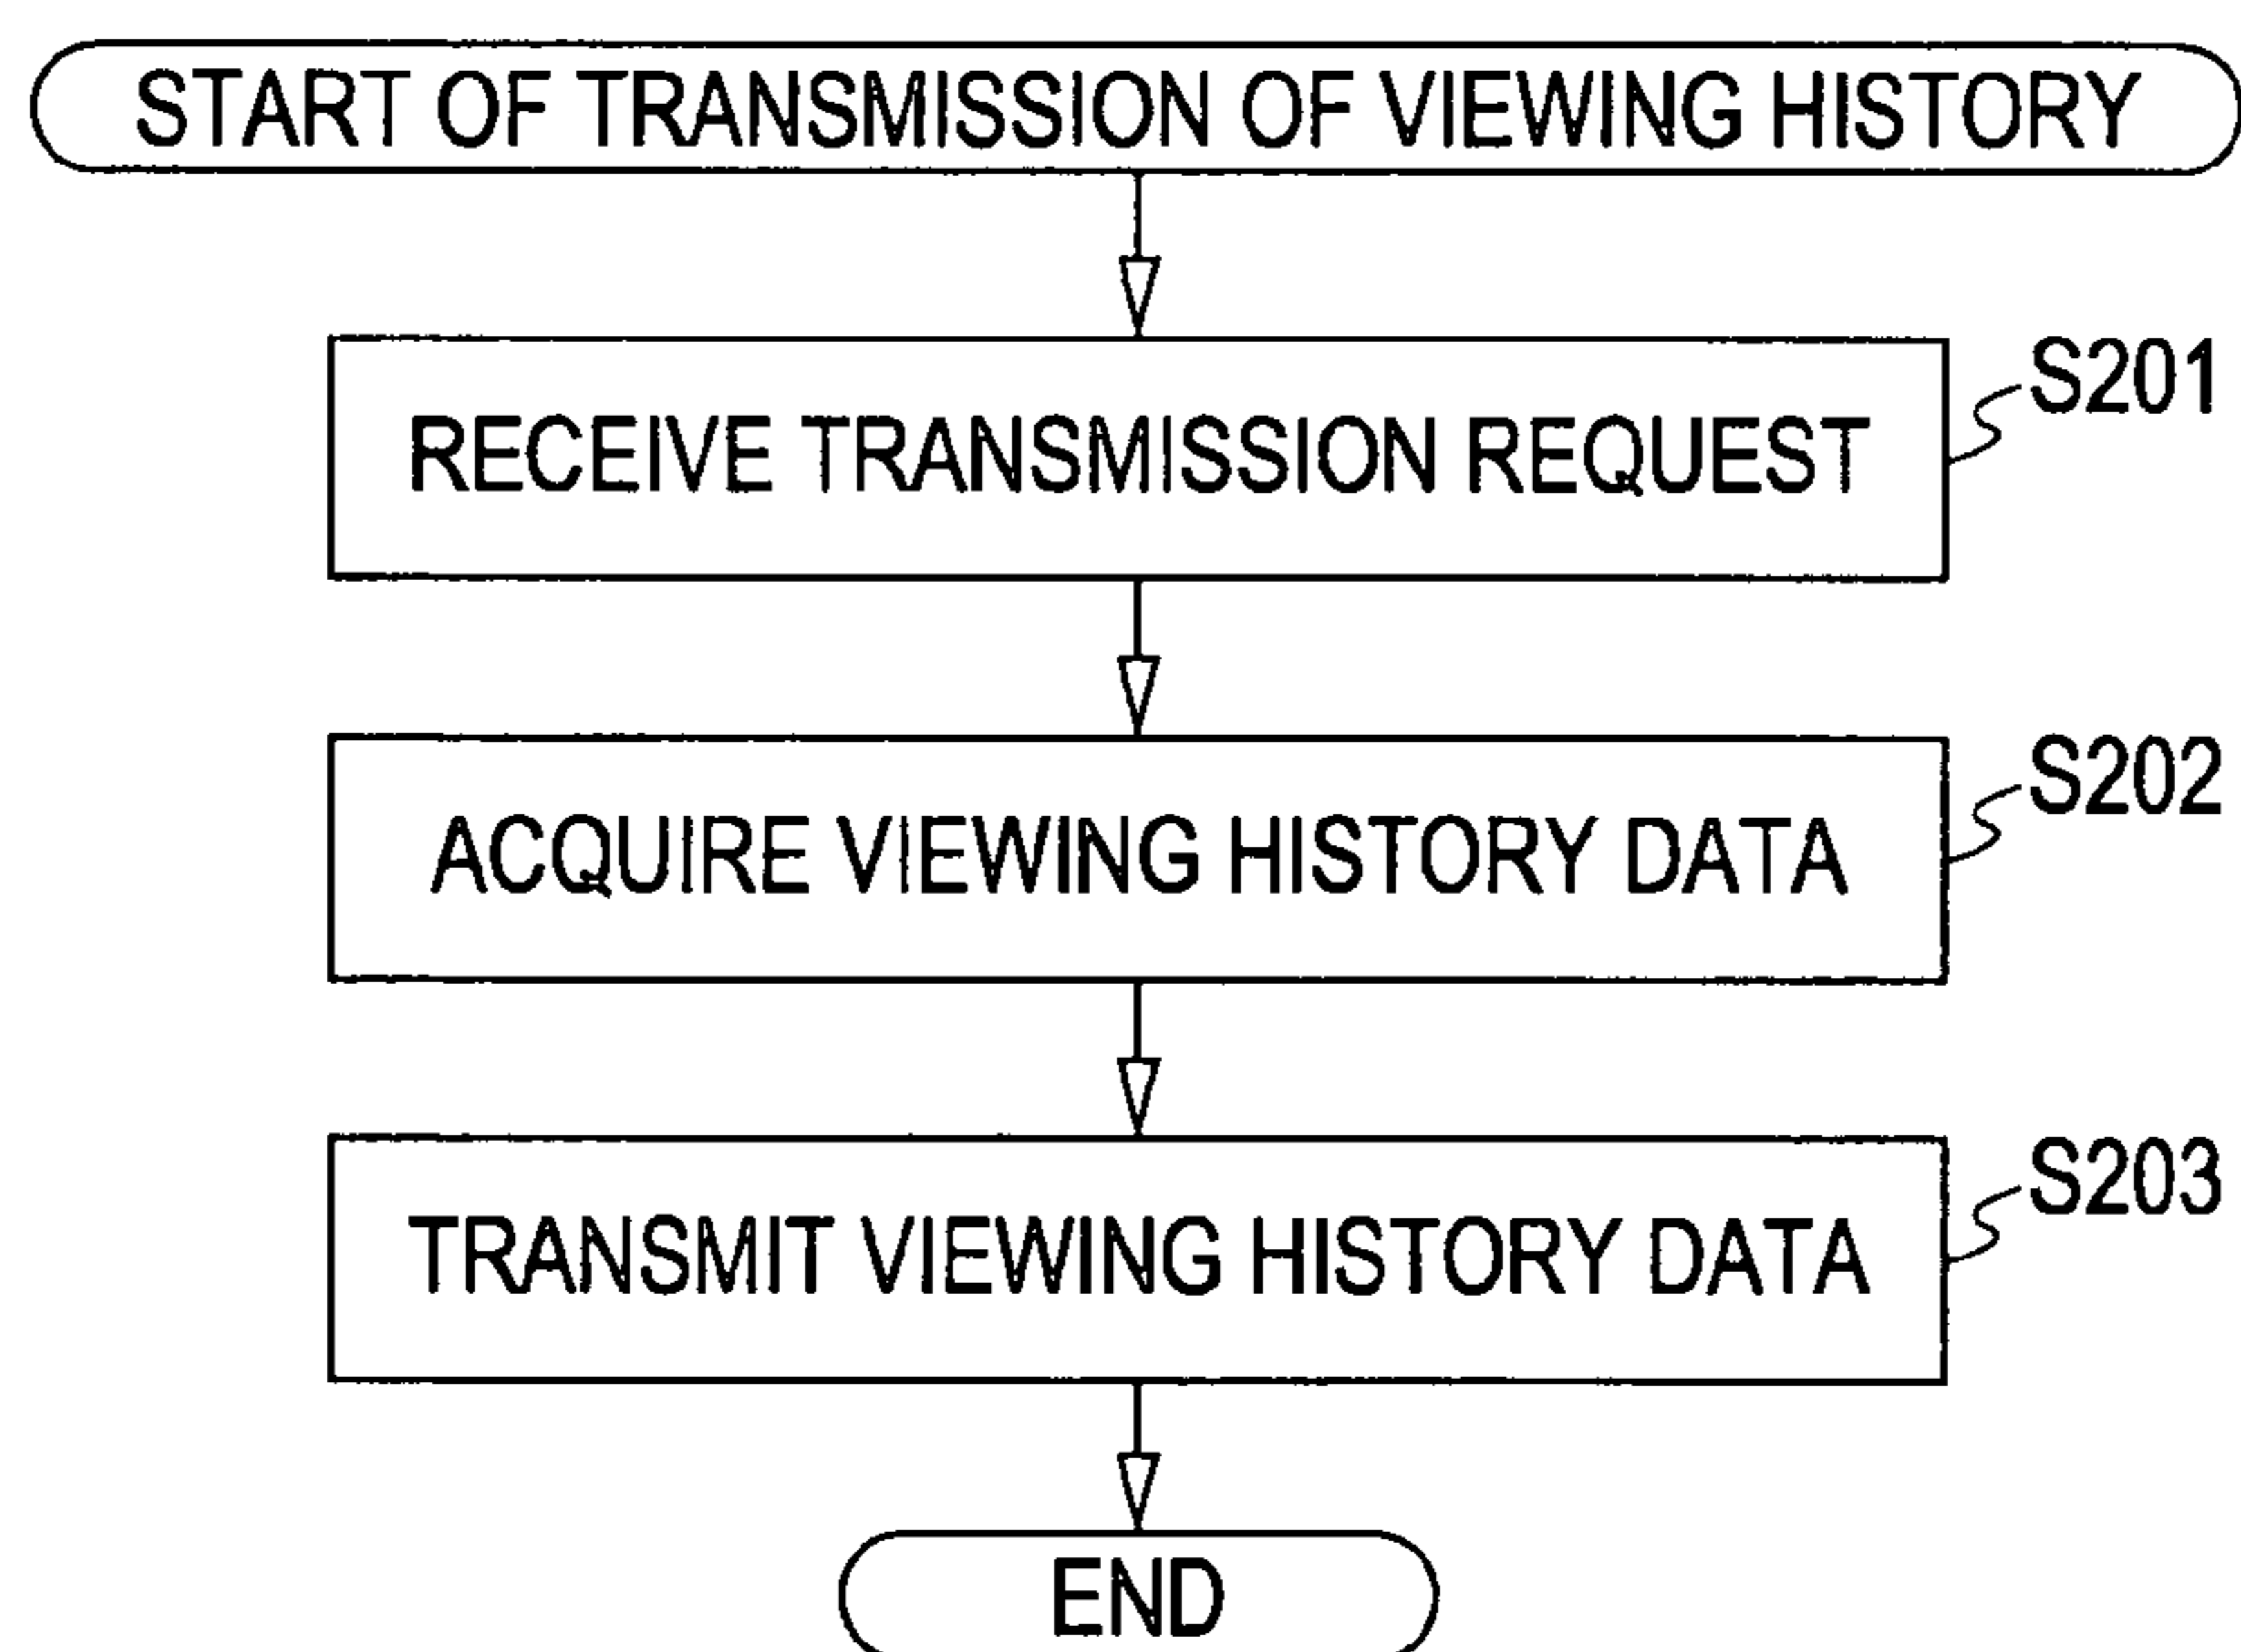 START OF TRANSMISSION OF VIEWING HISTORY
RECEIVE TRANSMISSION REQUEST
S201
ACQUIRE VIEWING HISTORY DATA
S202
TRANSMIT VIEWING HISTORY DATA
S203
END